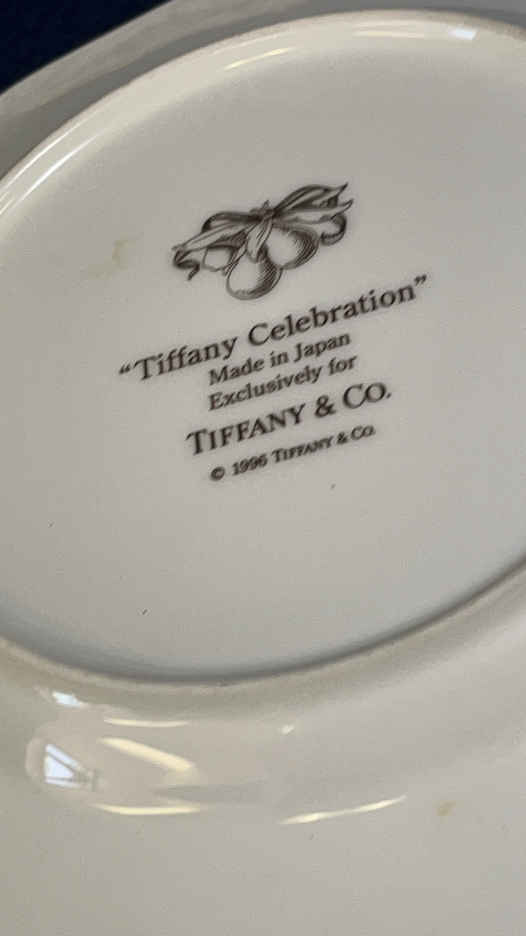 “Tiffany Celebration”
Made in Japan
Exclusively for
TIFFANY & CO.
© 1996 TIFFANY & CO.